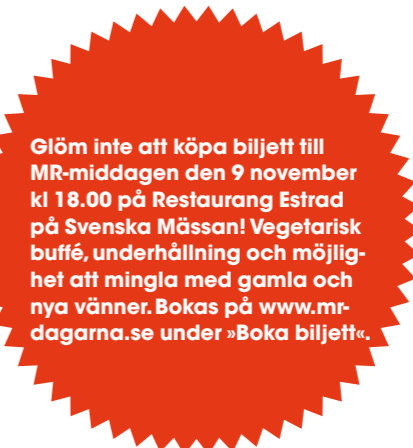 Glöm inte att köpa biljett till
MR-middagen den 9 november
kl 18.00 på Restaurang Estrad
på Svenska Mässan! Vegetarisk
buffé, underhållning och möjlig-
het att mingla med gamla och
nya vänner. Bokas på www.mr-
dagarna.se under »Boka biljett«.